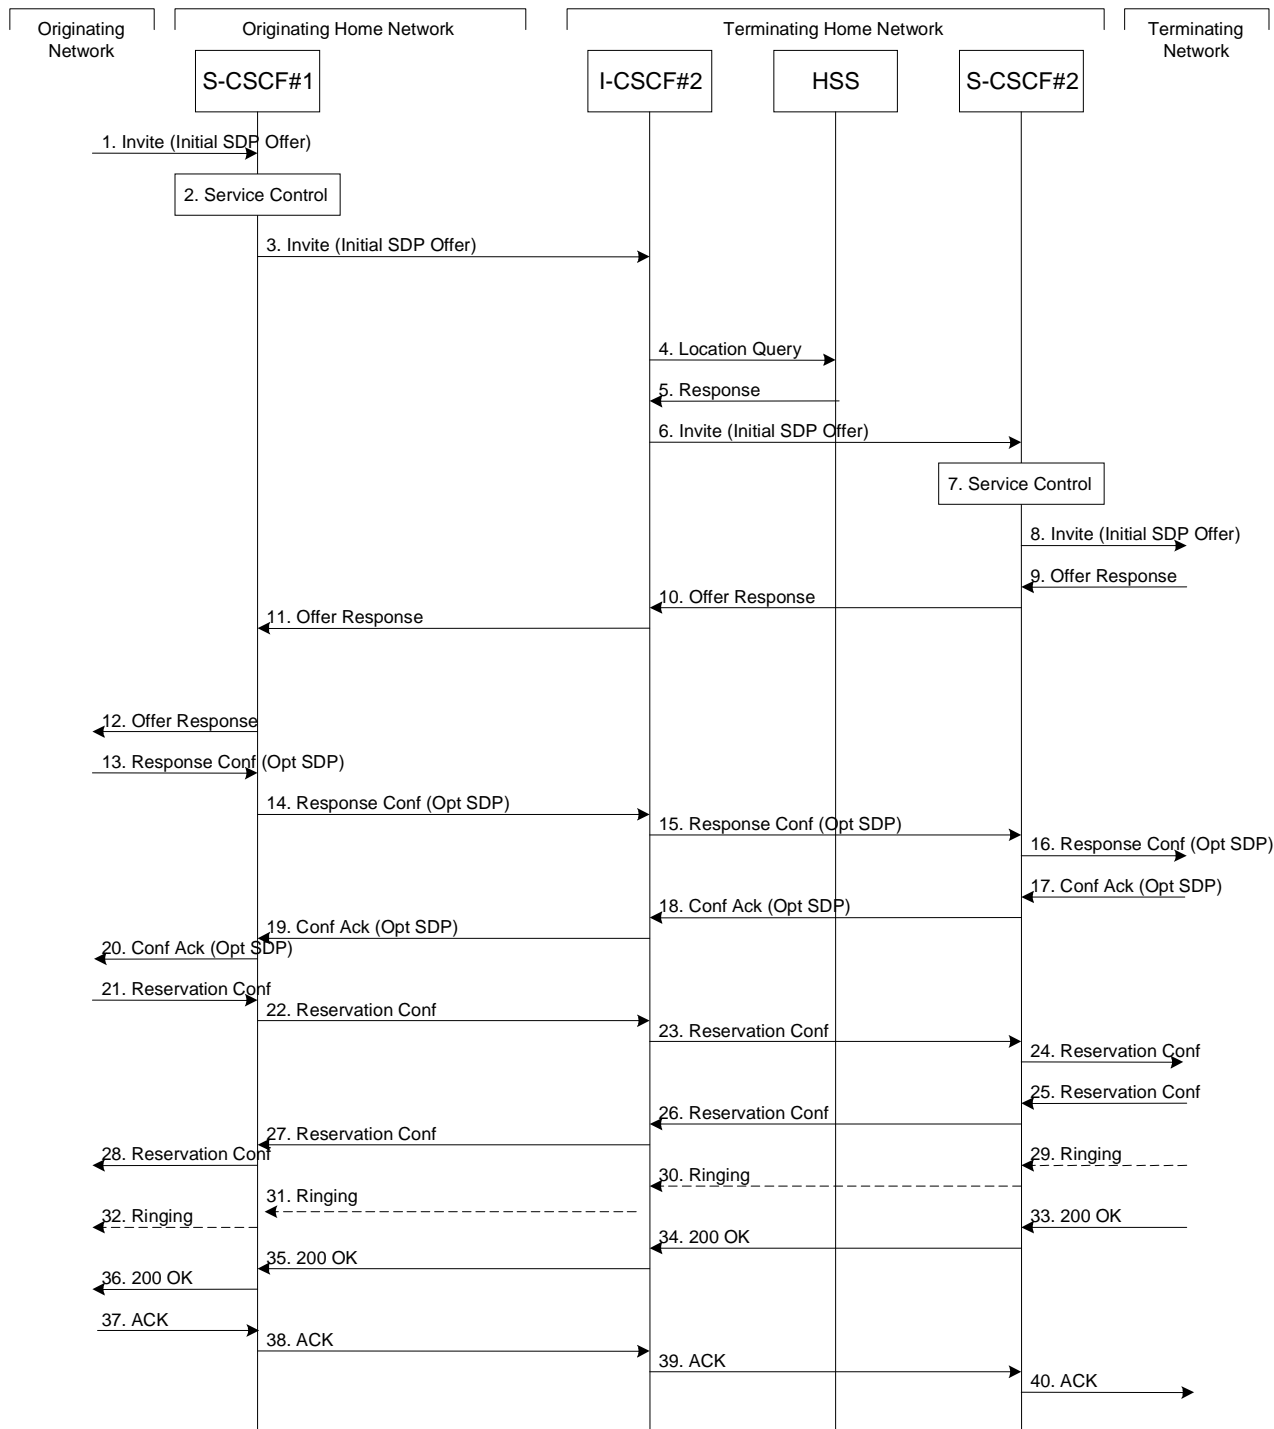 Originating
Network
Originating Home Network
Terminating Home Network
Terminating
Network
S-CSCF#1
I-CSCF#2
HSS
S-CSCF#2
1. Invite (Initial SDP Offer)
2. Service Control
3. Invite (Initial SDP Offer)
4. Location Query
5. Response
6. Invite (Initial SDP Offer)
7. Service Control
8. Invite (Initial SDP Offer)
9. Offer Response
10. Offer Response
11. Offer Response
12. Offer Response
13. Response Conf (Opt SDP)
14. Response Conf (Opt SDP)
15. Response Conf (Opt SDP)
16. Response Conf (Opt SDP)
17. Conf Ack (Opt SDP)
18. Conf Ack (Opt SDP)
19. Conf Ack (Opt SDP)
20. Conf Ack (Opt SDP)
21. Reservation Conf
22. Reservation Conf
23. Reservation Conf
24. Reservation Conf
25. Reservation Conf
26. Reservation Conf
27. Reservation Conf
28. Reservation Conf
29. Ringing
30. Ringing
31. Ringing
32. Ringing
33. 200 OK
34. 200 OK
35. 200 OK
36. 200 OK
37. ACK
38. ACK
39. ACK
40. ACK